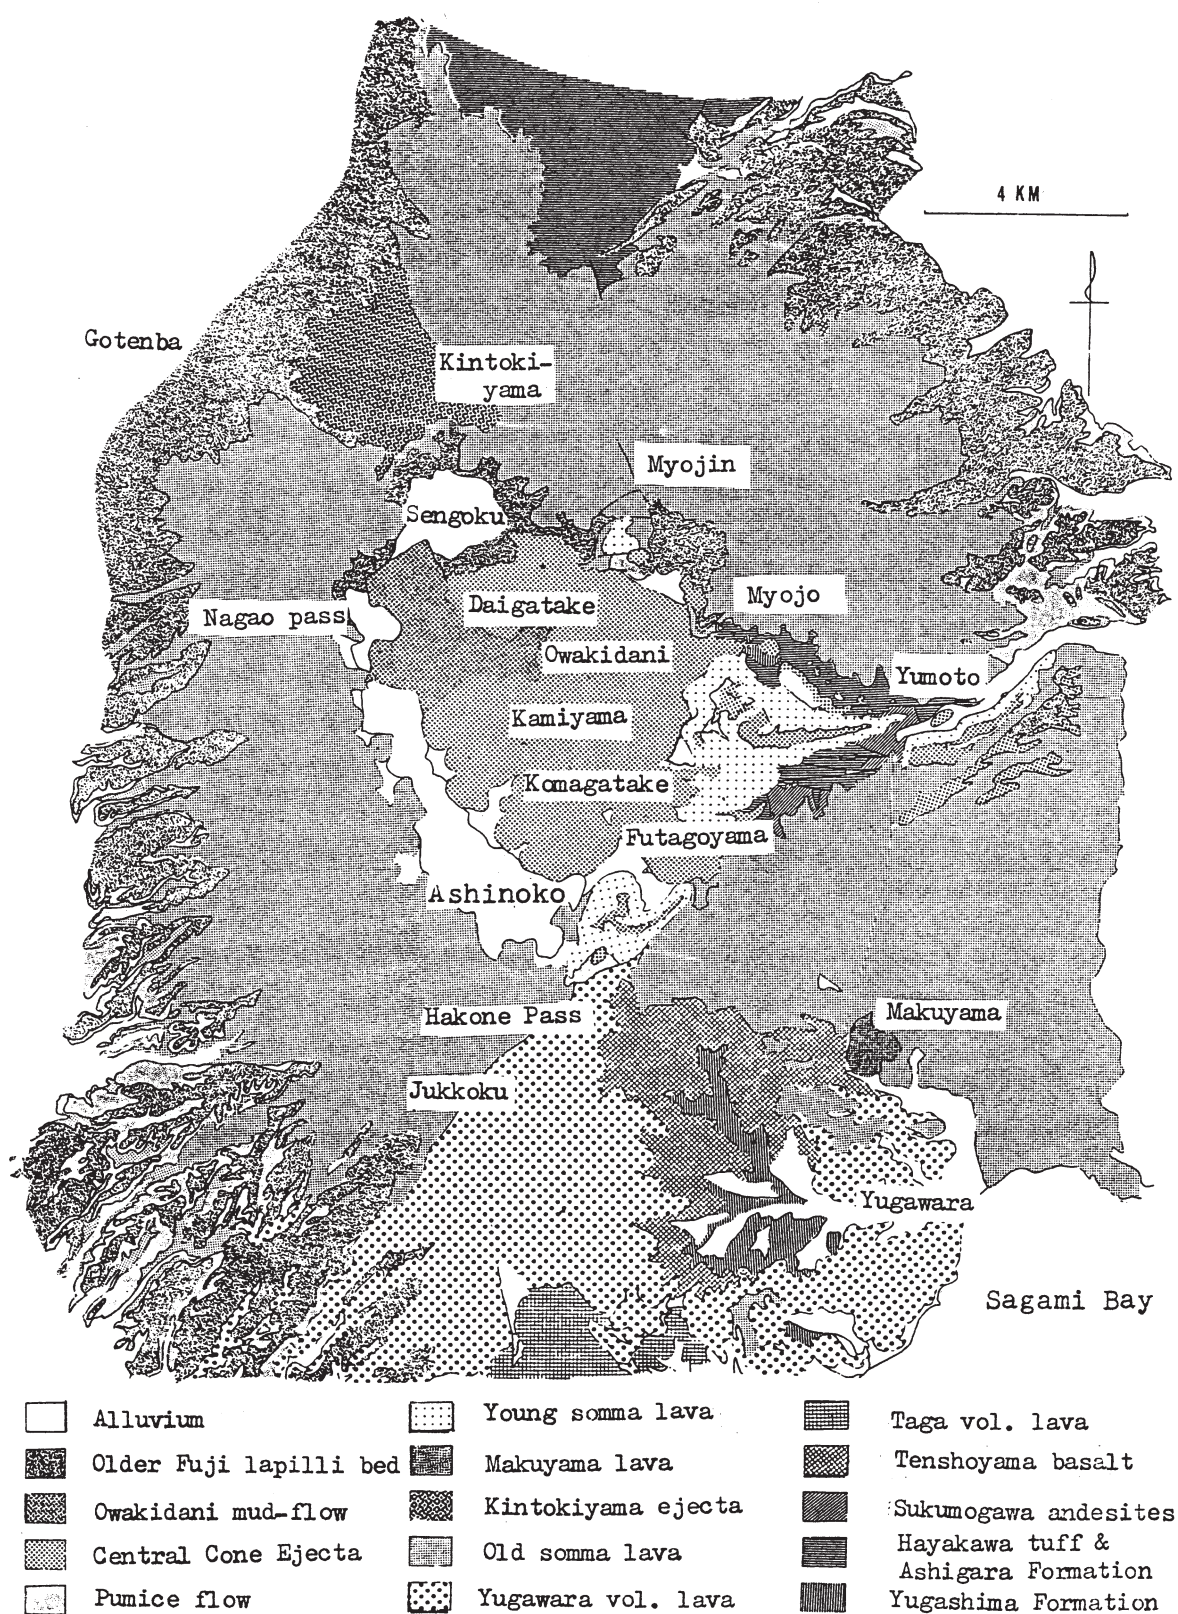 4 KM
Gotenba
Kintoki-
yama
Myojin
Sengoku
Myojo
Nagao pass
Daigatake
Owakidani
Yumoto
Kamiyama
Komagatake
Futagoyama
Ashinoko
Hakone Pass
Makuyama
Jukkoku
Yugawara
Sagami Bay
Alluvium
Older Fuji lapilli bed
Owakidani mud-flow
Central Cone Ejecta
Pumice flow
Young somma lava
Makuyama lava
Kintokiyama ejecta
Old somma lava
Yugawara vol. lava
Taga vol. lava
Tenshoyama basalt
Sukumogawa andesites
Hayakawa tuff &
Ashigara Formation
Yugashima Formation